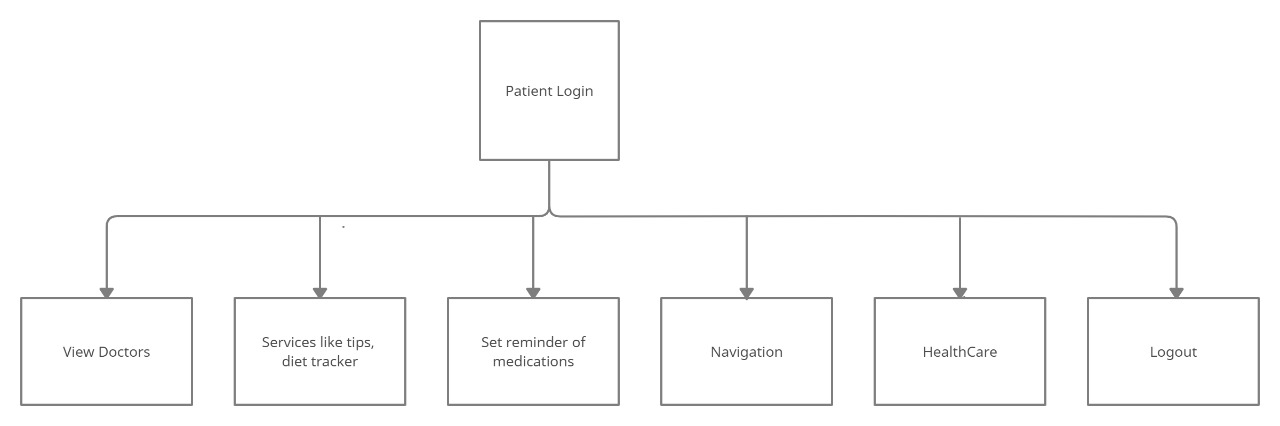 Patient Login
View Doctors
Services like tips,
diet tracker
Set reminder of
medications
Navigation
HealthCare
Logout